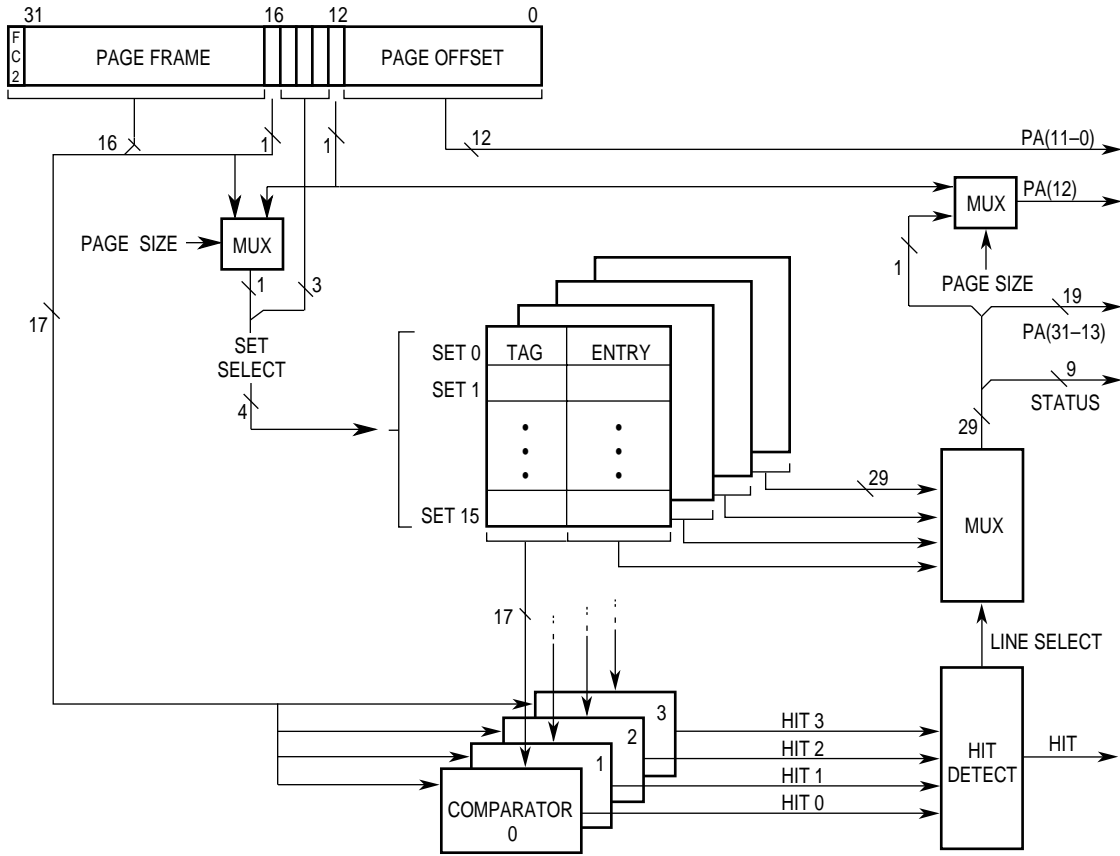 31 16 12 0
F
C
2
PAGE FRAME
PAGE OFFSET
16
1
1
12
PA(11–0)
MUX
PA(12)
PAGE SIZE
MUX
1
PAGE SIZE
1
3
19
17
PA(31–13)
SET
SELECT
SET 0
TAG
ENTRY
SET 1
9
STATUS
4
29
29
SET 15
MUX
17
LINE SELECT
3
2
1
COMPARATOR
0
HIT 3
HIT 2
HIT 1
HIT 0
HIT
DETECT
HIT